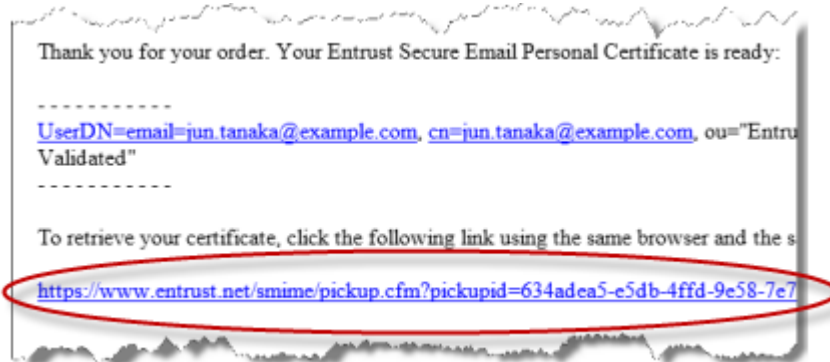 Thank you for your order. Your Entrust Secure Email Personal Certificate is ready:
- - - - - - - - - - -
UserDN=email=jun.tanaka@example.com, cn=jun.tanaka@example.com, ou="Entru
Validated"
- - - - - - - - - - -
To retrieve your certificate, click the following link using the same browser and the s
https://www.entrust.net/smime/pickup.cfm?pickupid=634adea5-e5db-4ffd-9e58-7e7